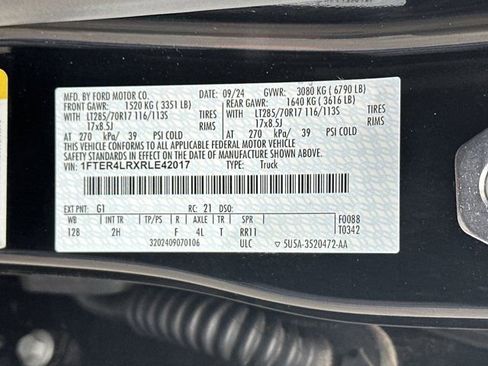 MFD. BY FORD MOTOR CO. DATE: 09/24 GVWR: 3080 KG ( 6790 LB)
FRONT GAWR: 1520 KG ( 3351 LB) REAR GAWR: 1640 KG ( 3616 LB)
WITH LT285/70R17 116/113S TIRES WITH LT285/70R17 116/113S TIRES
17x8.5J RIMS 17x8.5J RIMS
AT 270 kPa/ 39 PSI COLD AT 270 kPa/ 39 PSI COLD
THIS VEHICLE CONFORMS TO ALL APPLICABLE FEDERAL MOTOR VEHICLE SAFETY AND THEFT PREVENTION STANDARDS IN EFFECT ON THE DATE OF MANUFACTURE SHOWN ABOVE.
VIN: 1FTER4LRXRLE42017 TYPE: Truck
EXT PNT: G1 RC: 21 DSO: F0088
WB INT TR TP/PS R AXLE TR SPR T0342
128 2H F 4L T RR11
3202409070106 ULC ▽ 5U5A-3520472-AA